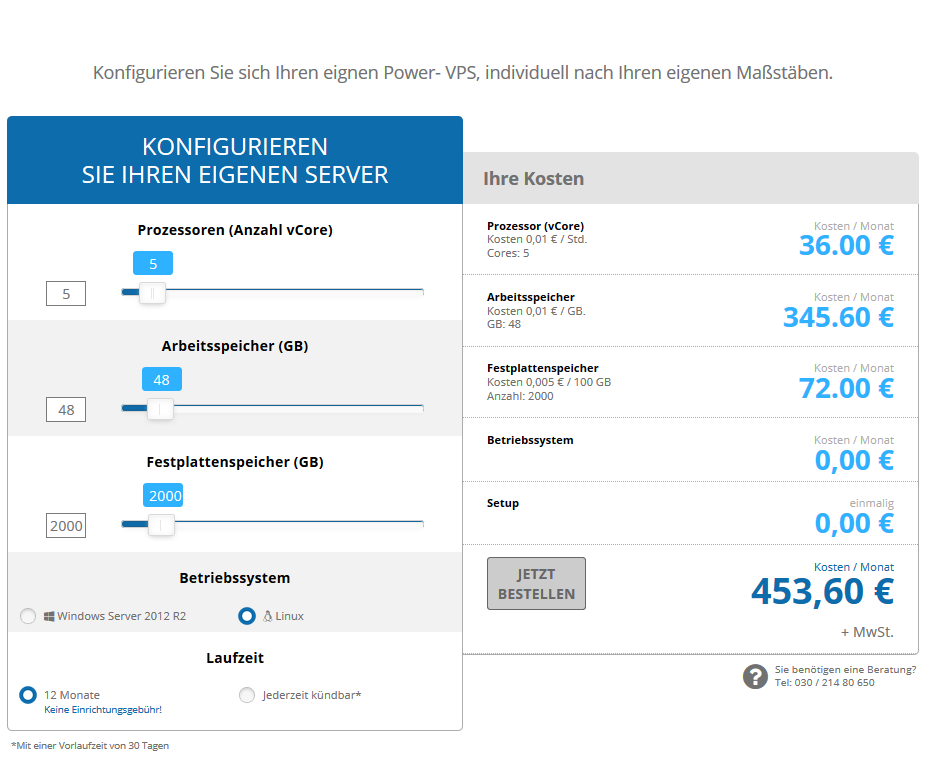 Konfigurieren Sie sich Ihren eignen Power- VPS, individuell nach Ihren eigenen Maßstäben.
KONFIGURIEREN
SIE IHREN EIGENEN SERVER
Prozessoren (Anzahl vCore)
5
5
Arbeitsspeicher (GB)
48
48
Festplattenspeicher (GB)
2000
2000
Betriebssystem
Windows Server 2012 R2
Linux
Laufzeit
12 Monate
Keine Einrichtungsgebühr!
Jederzeit kündbar*
*Mit einer Vorlaufzeit von 30 Tagen
Ihre Kosten
Prozessor (vCore)
Kosten 0,01 € / Std.
Cores: 5
Kosten / Monat
36.00 €
Arbeitsspeicher
Kosten 0,01 € / GB.
GB: 48
Kosten / Monat
345.60 €
Festplattenspeicher
Kosten 0,005 € / 100 GB
Anzahl: 2000
Kosten / Monat
72.00 €
Betriebssystem
Kosten / Monat
0,00 €
Setup
einmalig
0,00 €
JETZT
BESTELLEN
Kosten / Monat
453,60 €
+ MwSt.
?
Sie benötigen eine Beratung?
Tel: 030 / 214 80 650